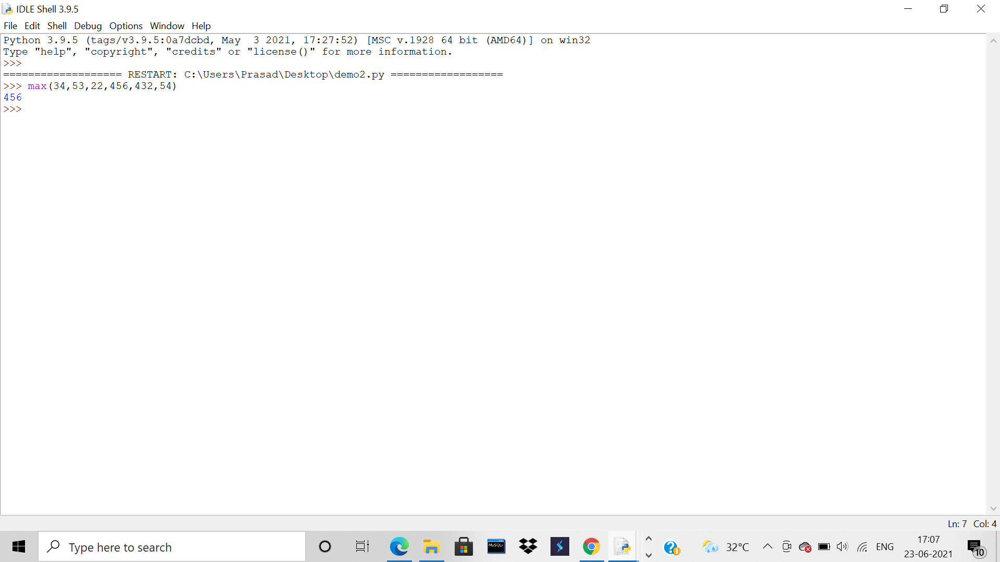 IDLE Shell 3.9.5
File Edit Shell Debug Options Window Help
Python 3.9.5 (tags/v3.9.5:0a7dcbd, May  3 2021, 17:27:52) [MSC v.1928 64 bit (AMD64)] on win32
Type "help", "copyright", "credits" or "license()" for more information.
>>>
=================== RESTART: C:\Users\Prasad\Desktop\demo2.py ==================
>>> max(34,53,22,456,432,54)
456
>>>
Ln: 7 Col: 4
Type here to search
MySQL>
32°C
ENG
17:07
23-06-2021
10